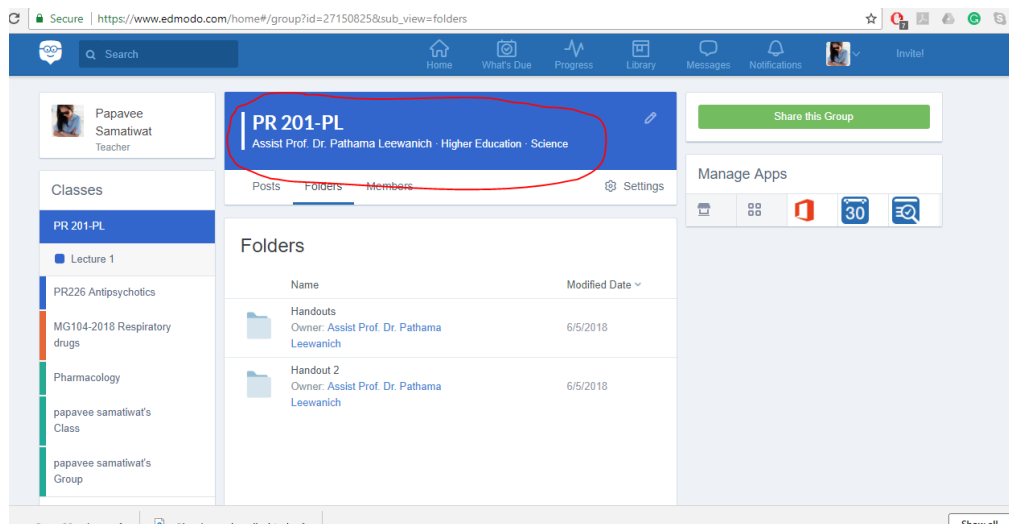 Secure | https://www.edmodo.com/home#/group?id=27150825&sub_view=folders
7
Search
Home
What's Due
Progress
Library
Messages
Notifications
Invite!
Papavee
Samatiwat
Teacher
Classes
PR 201-PL
Lecture 1
PR226 Antipsychotics
MG104-2018 Respiratory
drugs
Pharmacology
papavee samatiwat's
Class
papavee samatiwat's
Group
PR 201-PL
Assist Prof. Dr. Pathama Leewanich · Higher Education · Science
Posts Folders Members Settings
Folders
Name Modified Date
Handouts
Owner: Assist Prof. Dr. Pathama
Leewanich
6/5/2018
Handout 2
Owner: Assist Prof. Dr. Pathama
Leewanich
6/5/2018
Share this Group
Manage Apps
30
Show all